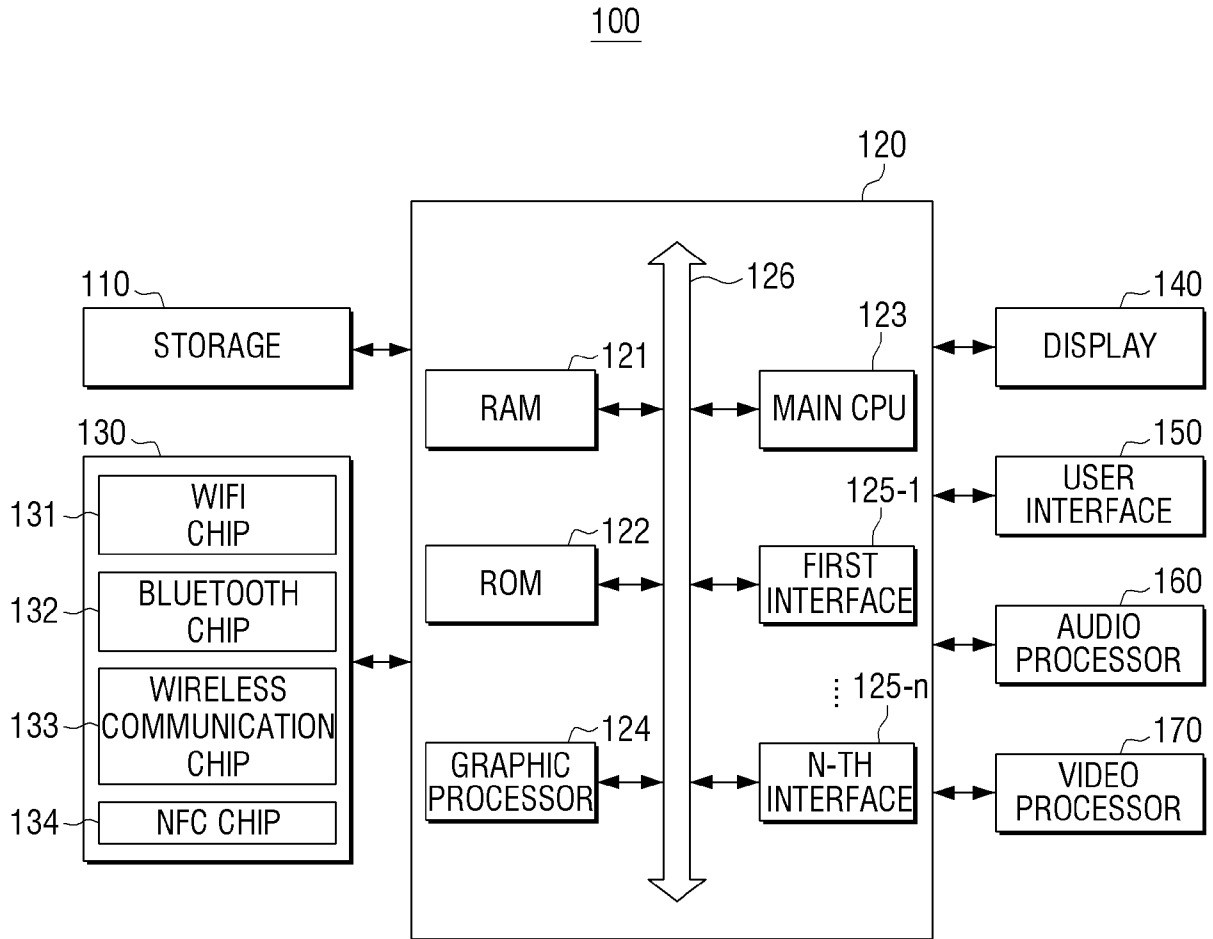 100
120
110
STORAGE
126
140
DISPLAY
121
RAM
123
MAIN CPU
130
131
WIFI
CHIP
132
BLUETOOTH
CHIP
133
WIRELESS
COMMUNICATION
CHIP
134
NFC CHIP
150
USER
INTERFACE
122
ROM
125-1
FIRST
INTERFACE
160
AUDIO
PROCESSOR
124
GRAPHIC
PROCESSOR
⋮ 125-n
N-TH
INTERFACE
170
VIDEO
PROCESSOR